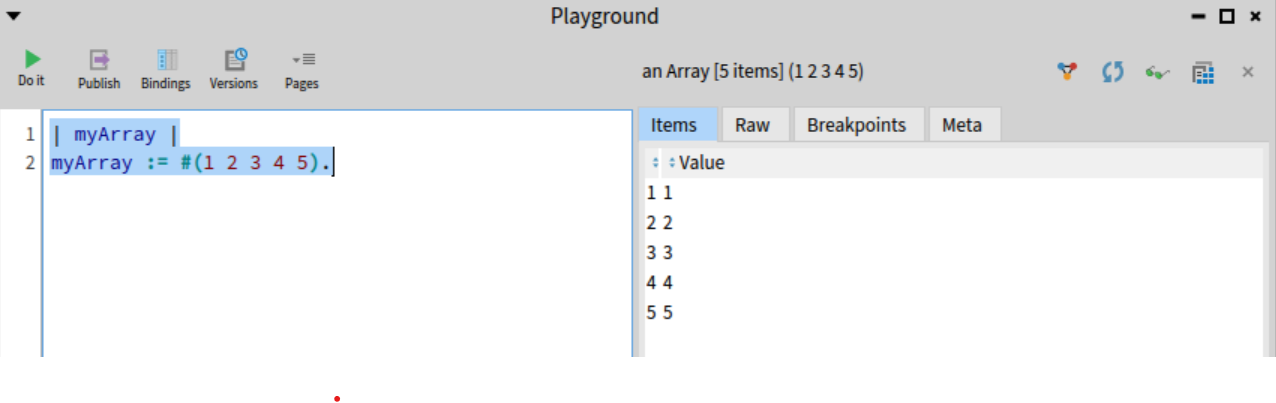 Playground
Do it Publish Bindings Versions Pages
an Array [5 items] (1 2 3 4 5)
1 | myArray |
2 myArray := #(1 2 3 4 5).
Items Raw Breakpoints Meta
Value
1 1
2 2
3 3
4 4
5 5